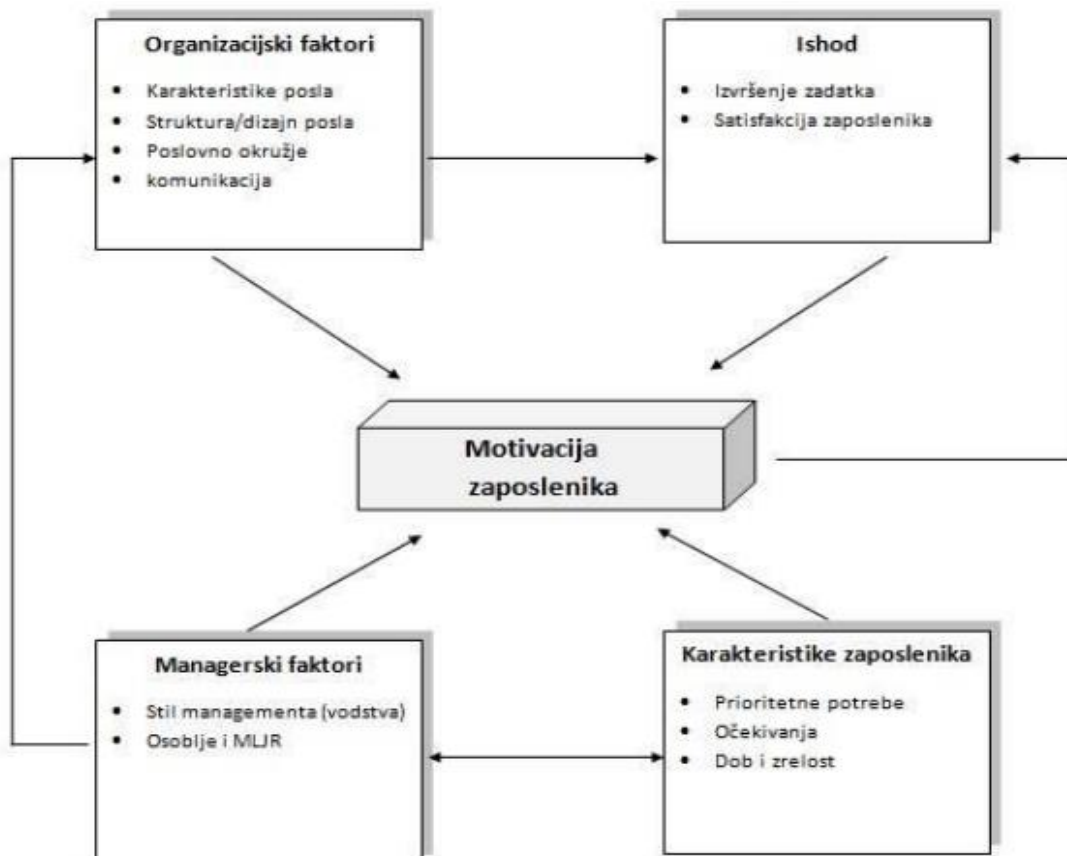 Organizacijski faktori
• Karakteristike posla
• Struktura/dizajn posla
• Poslovno okružje
• komunikacija
Ishod
• Izvršenje zadatka
• Satisfakcija zaposlenika
Motivacija
zaposlenika
Managerski faktori
• Stil managementa (vodstva)
• Osoblje i MLJR
Karakteristike zaposlenika
• Prioritetne potrebe
• Očekivanja
• Dob i zrelost